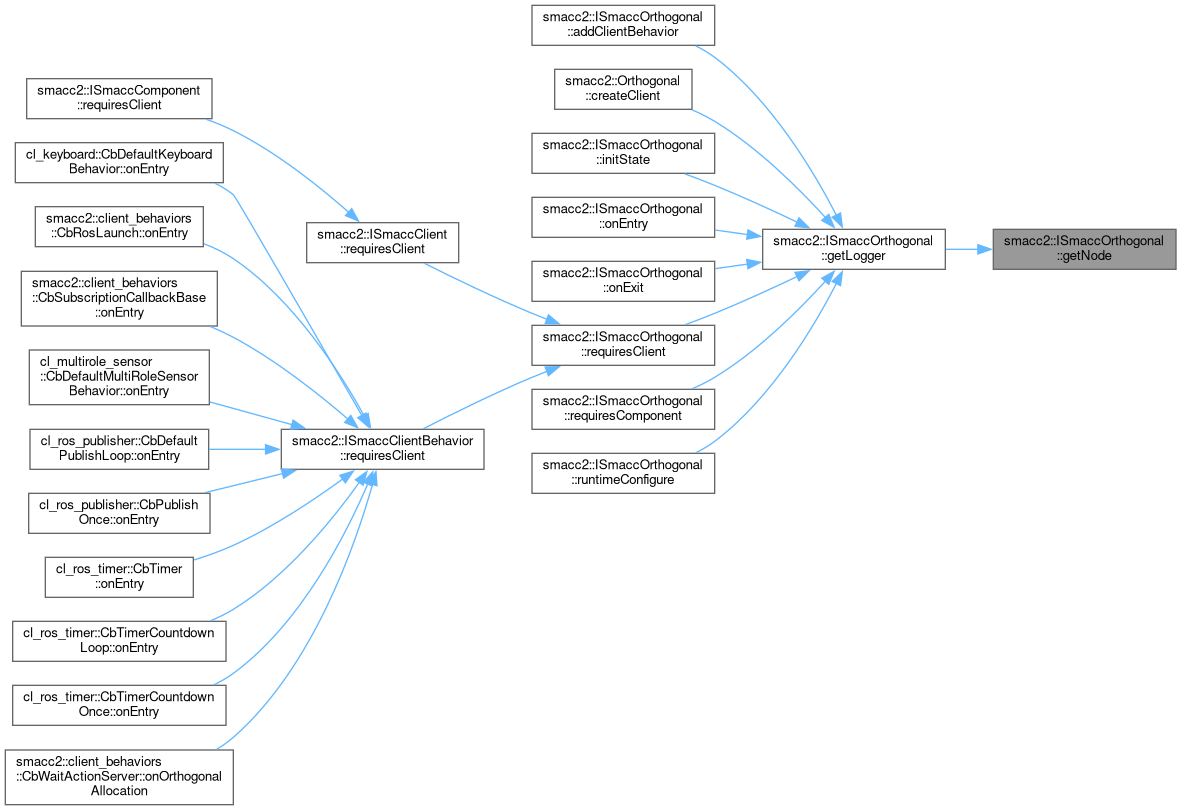 smacc2::ISmaccOrthogonal
::addClientBehavior
smacc2::Orthogonal
::createClient
smacc2::ISmaccComponent
::requiresClient
smacc2::ISmaccOrthogonal
::initState
cl_keyboard::CbDefaultKeyboard
Behavior::onEntry
smacc2::ISmaccOrthogonal
::onEntry
smacc2::client_behaviors
::CbRosLaunch::onEntry
smacc2::ISmaccClient
::requiresClient
smacc2::ISmaccOrthogonal
::getLogger
smacc2::ISmaccOrthogonal
::getNode
smacc2::ISmaccOrthogonal
::onExit
smacc2::client_behaviors
::CbSubscriptionCallbackBase
::onEntry
smacc2::ISmaccOrthogonal
::requiresClient
cl_multirole_sensor
::CbDefaultMultiRoleSensor
Behavior::onEntry
smacc2::ISmaccOrthogonal
::requiresComponent
cl_ros_publisher::CbDefault
PublishLoop::onEntry
smacc2::ISmaccClientBehavior
::requiresClient
smacc2::ISmaccOrthogonal
::runtimeConfigure
cl_ros_publisher::CbPublish
Once::onEntry
cl_ros_timer::CbTimer
::onEntry
cl_ros_timer::CbTimerCountdown
Loop::onEntry
cl_ros_timer::CbTimerCountdown
Once::onEntry
smacc2::client_behaviors
::CbWaitActionServer::onOrthogonal
Allocation